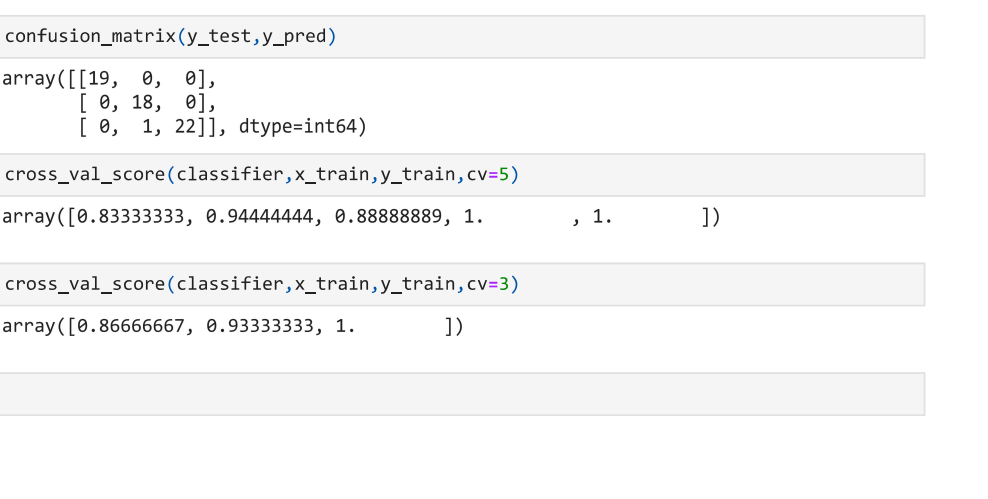 confusion_matrix(y_test,y_pred)
array([[19,  0,  0],
       [ 0, 18,  0],
       [ 0,  1, 22]], dtype=int64)
cross_val_score(classifier,x_train,y_train,cv=5)
array([0.83333333, 0.94444444, 0.88888889, 1.        , 1.        ])
cross_val_score(classifier,x_train,y_train,cv=3)
array([0.86666667, 0.93333333, 1.        ])